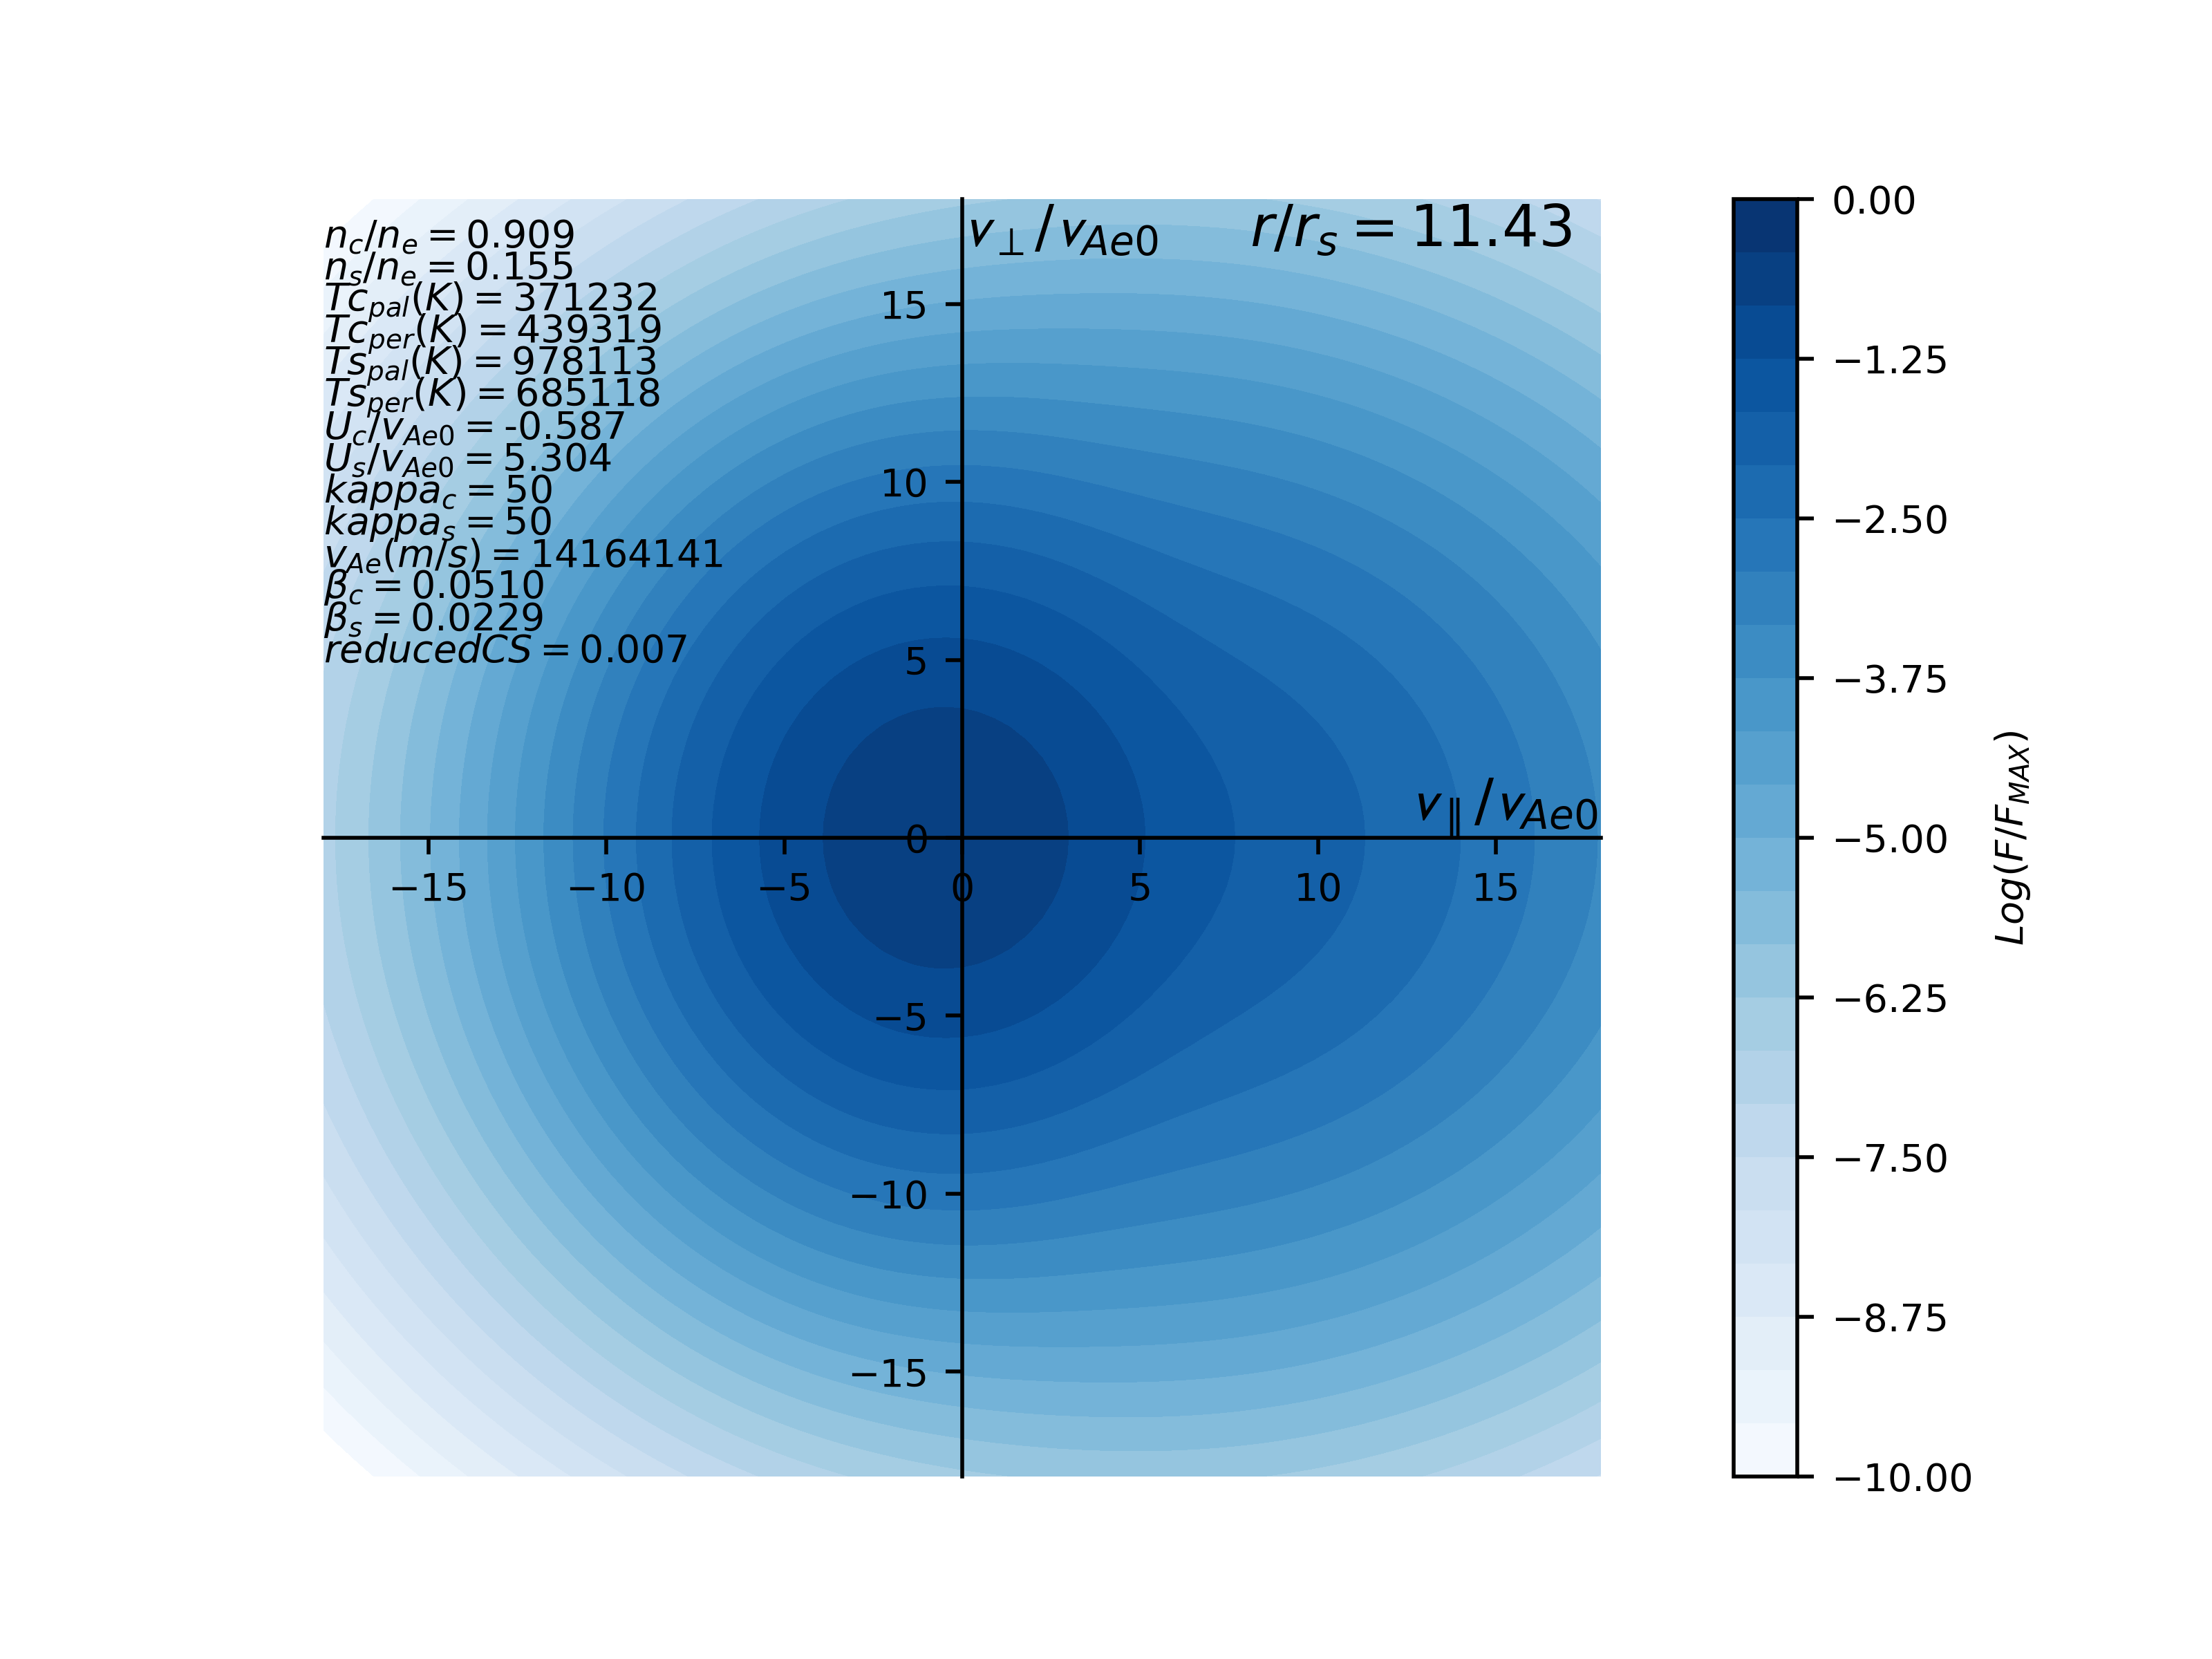 n_c/n_e = 0.909
n_s/n_e = 0.155
Tc_pal(K) = 371232
Tc_per(K) = 439319
Ts_pal(K) = 978113
Ts_per(K) = 685118
U_c/v_Ae0 = -0.587
U_s/v_Ae0 = 5.304
kappa_c = 50
kappa_s = 50
v_Ae(m/s) = 14164141
β_c = 0.0510
β_s = 0.0229
reducedCS = 0.007
v_⊥/v_Ae0
r/r_s = 11.43
15
10
5
0
−5
−10
−15
v_∥/v_Ae0
−15 −10 −5 0 5 10 15
0.00
−1.25
−2.50
−3.75
−5.00
−6.25
−7.50
−8.75
−10.00
Log(F/F_MAX)